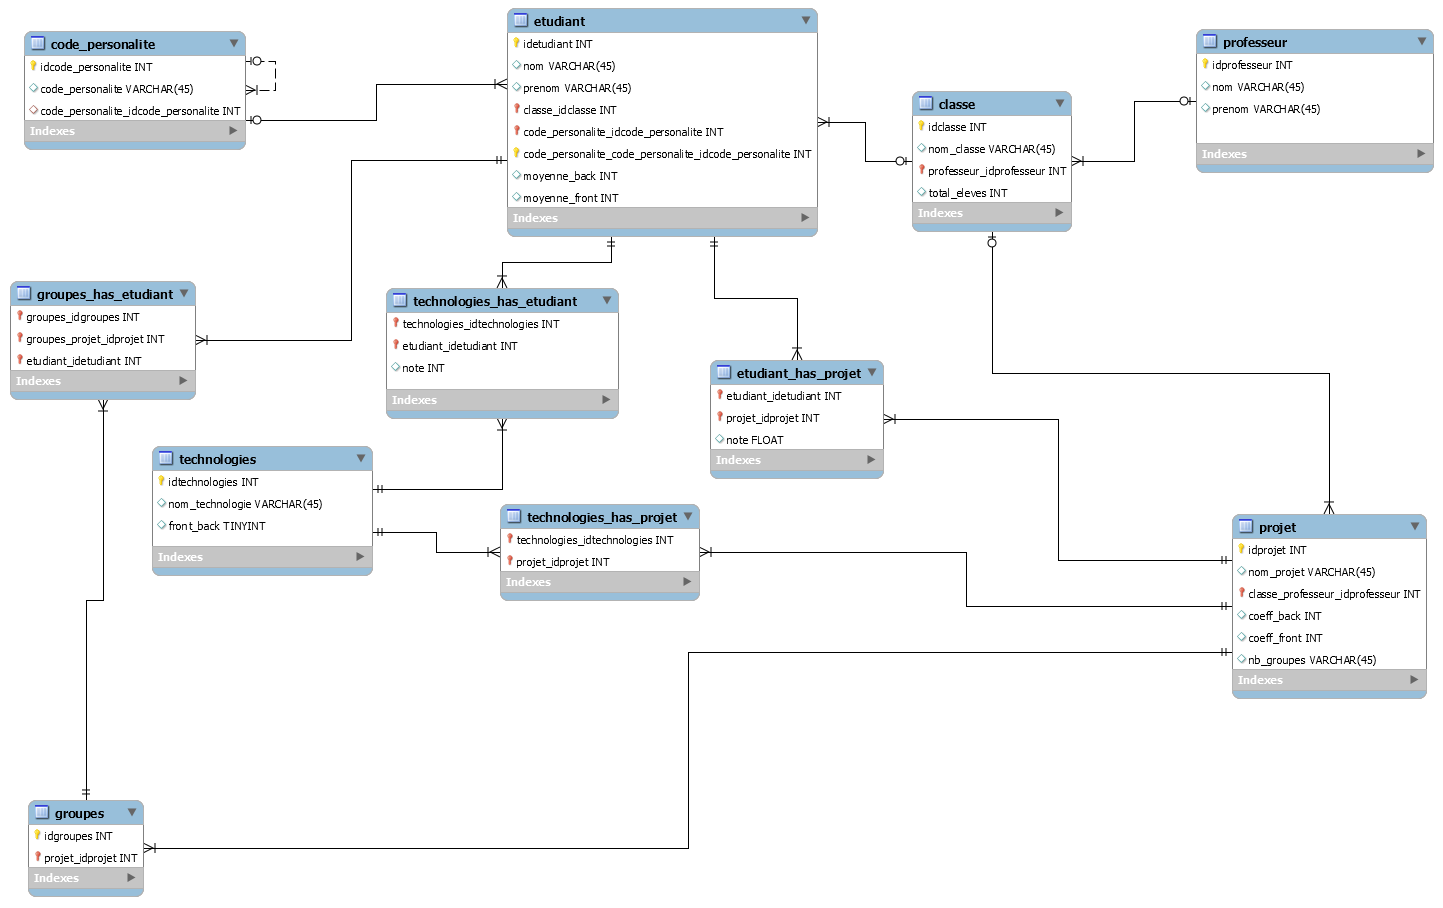 code_personalite
idcode_personalite INT
code_personalite VARCHAR(45)
code_personalite_idcode_personalite INT
Indexes
etudiant
idetudiant INT
nom VARCHAR(45)
prenom VARCHAR(45)
classe_idclasse INT
code_personalite_idcode_personalite INT
code_personalite_code_personalite_idcode_personalite INT
moyenne_back INT
moyenne_front INT
Indexes
classe
idclasse INT
nom_classe VARCHAR(45)
professeur_idprofesseur INT
total_eleves INT
Indexes
professeur
idprofesseur INT
nom VARCHAR(45)
prenom VARCHAR(45)
Indexes
groupes_has_etudiant
groupes_idgroupes INT
groupes_projet_idprojet INT
etudiant_idetudiant INT
Indexes
technologies_has_etudiant
technologies_idtechnologies INT
etudiant_idetudiant INT
note INT
Indexes
etudiant_has_projet
etudiant_idetudiant INT
projet_idprojet INT
note FLOAT
Indexes
technologies
idtechnologies INT
nom_technologie VARCHAR(45)
front_back TINYINT
Indexes
technologies_has_projet
technologies_idtechnologies INT
projet_idprojet INT
Indexes
projet
idprojet INT
nom_projet VARCHAR(45)
classe_professeur_idprofesseur INT
coeff_back INT
coeff_front INT
nb_groupes VARCHAR(45)
Indexes
groupes
idgroupes INT
projet_idprojet INT
Indexes